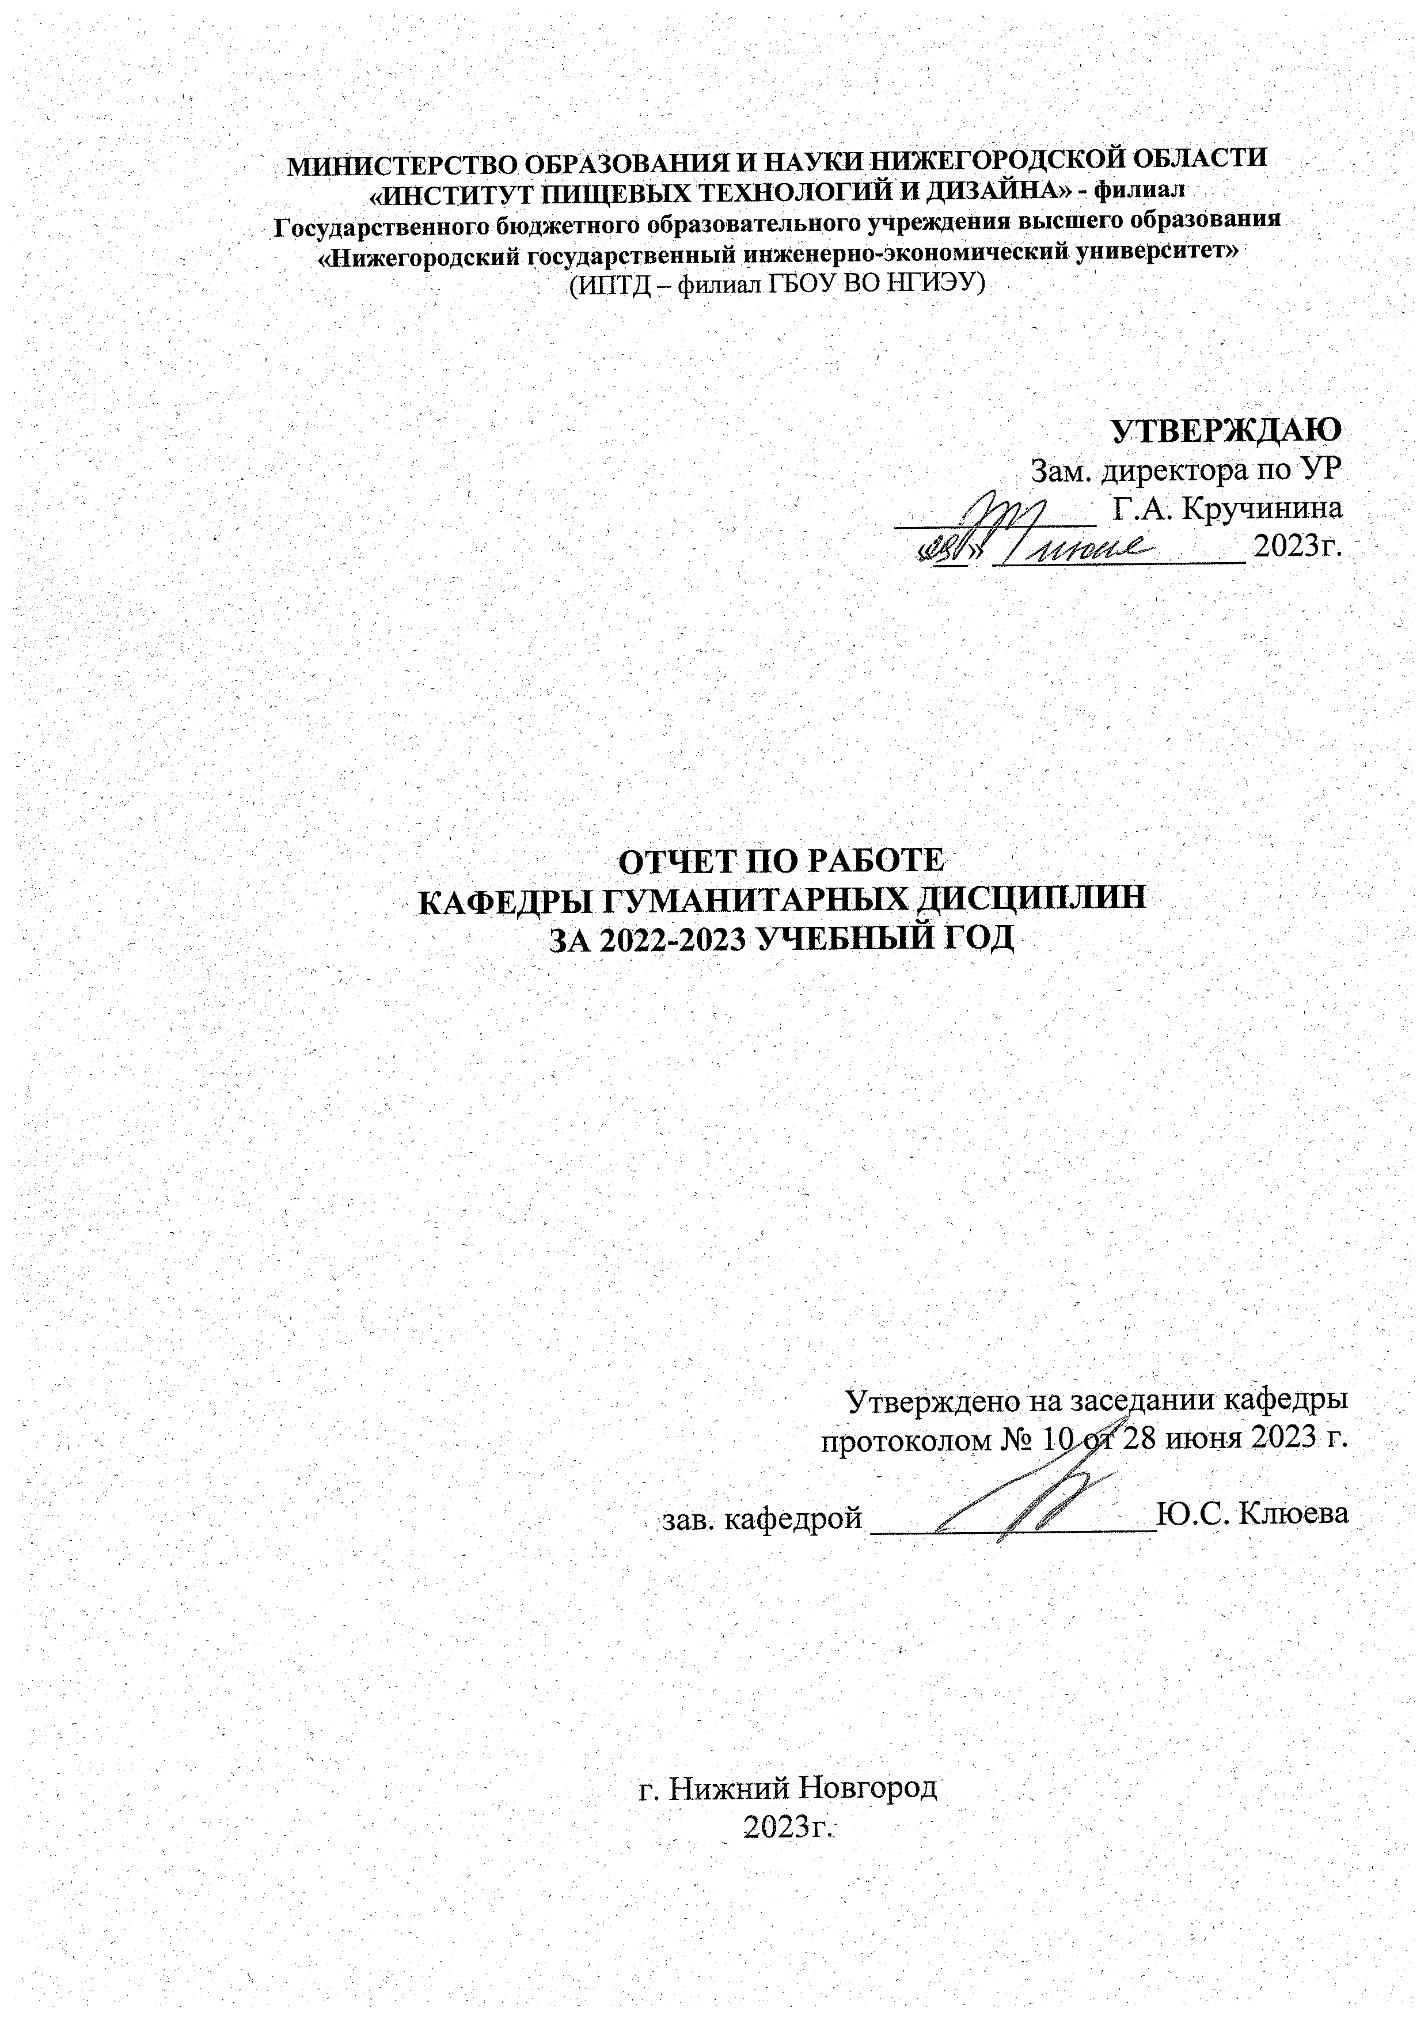 МИНИСТЕРСТВО ОБРАЗОВАНИЯ И НАУКИ НИЖЕГОРОДСКОЙ ОБЛАСТИ
«ИНСТИТУТ ПИЩЕВЫХ ТЕХНОЛОГИЙ И ДИЗАЙНА» - филиал
Государственного бюджетного образовательного учреждения высшего образования
«Нижегородский государственный инженерно-экономический университет»
(ИПТД – филиал ГБОУ ВО НГИЭУ)
УТВЕРЖДАЮ
Зам. директора по УР
Г.А. Кручинина
июне 2023г.
ОТЧЕТ ПО РАБОТЕ
КАФЕДРЫ ГУМАНИТАРНЫХ ДИСЦИПЛИН
ЗА 2022-2023 УЧЕБНЫЙ ГОД
Утверждено на заседании кафедры
протоколом № 10 от 28 июня 2023 г.
зав. кафедрой Ю.С. Клюева
г. Нижний Новгород
2023г.